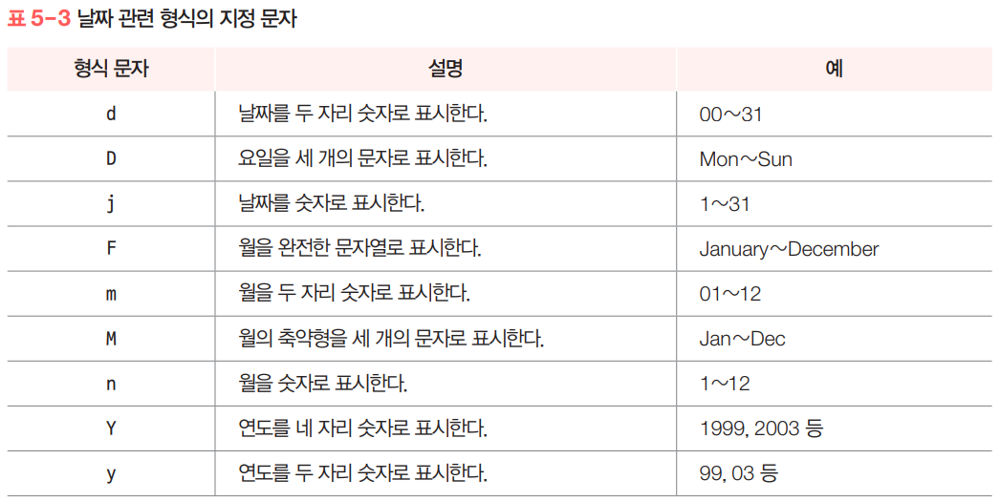 표 5-3 날짜 관련 형식의 지정 문자
형식 문자 설명 예
d 날짜를 두 자리 숫자로 표시한다. 00~31
D 요일을 세 개의 문자로 표시한다. Mon~Sun
j 날짜를 숫자로 표시한다. 1~31
F 월을 완전한 문자열로 표시한다. January~December
m 월을 두 자리 숫자로 표시한다. 01~12
M 월의 축약형을 세 개의 문자로 표시한다. Jan~Dec
n 월을 숫자로 표시한다. 1~12
Y 연도를 네 자리 숫자로 표시한다. 1999, 2003 등
y 연도를 두 자리 숫자로 표시한다. 99, 03 등